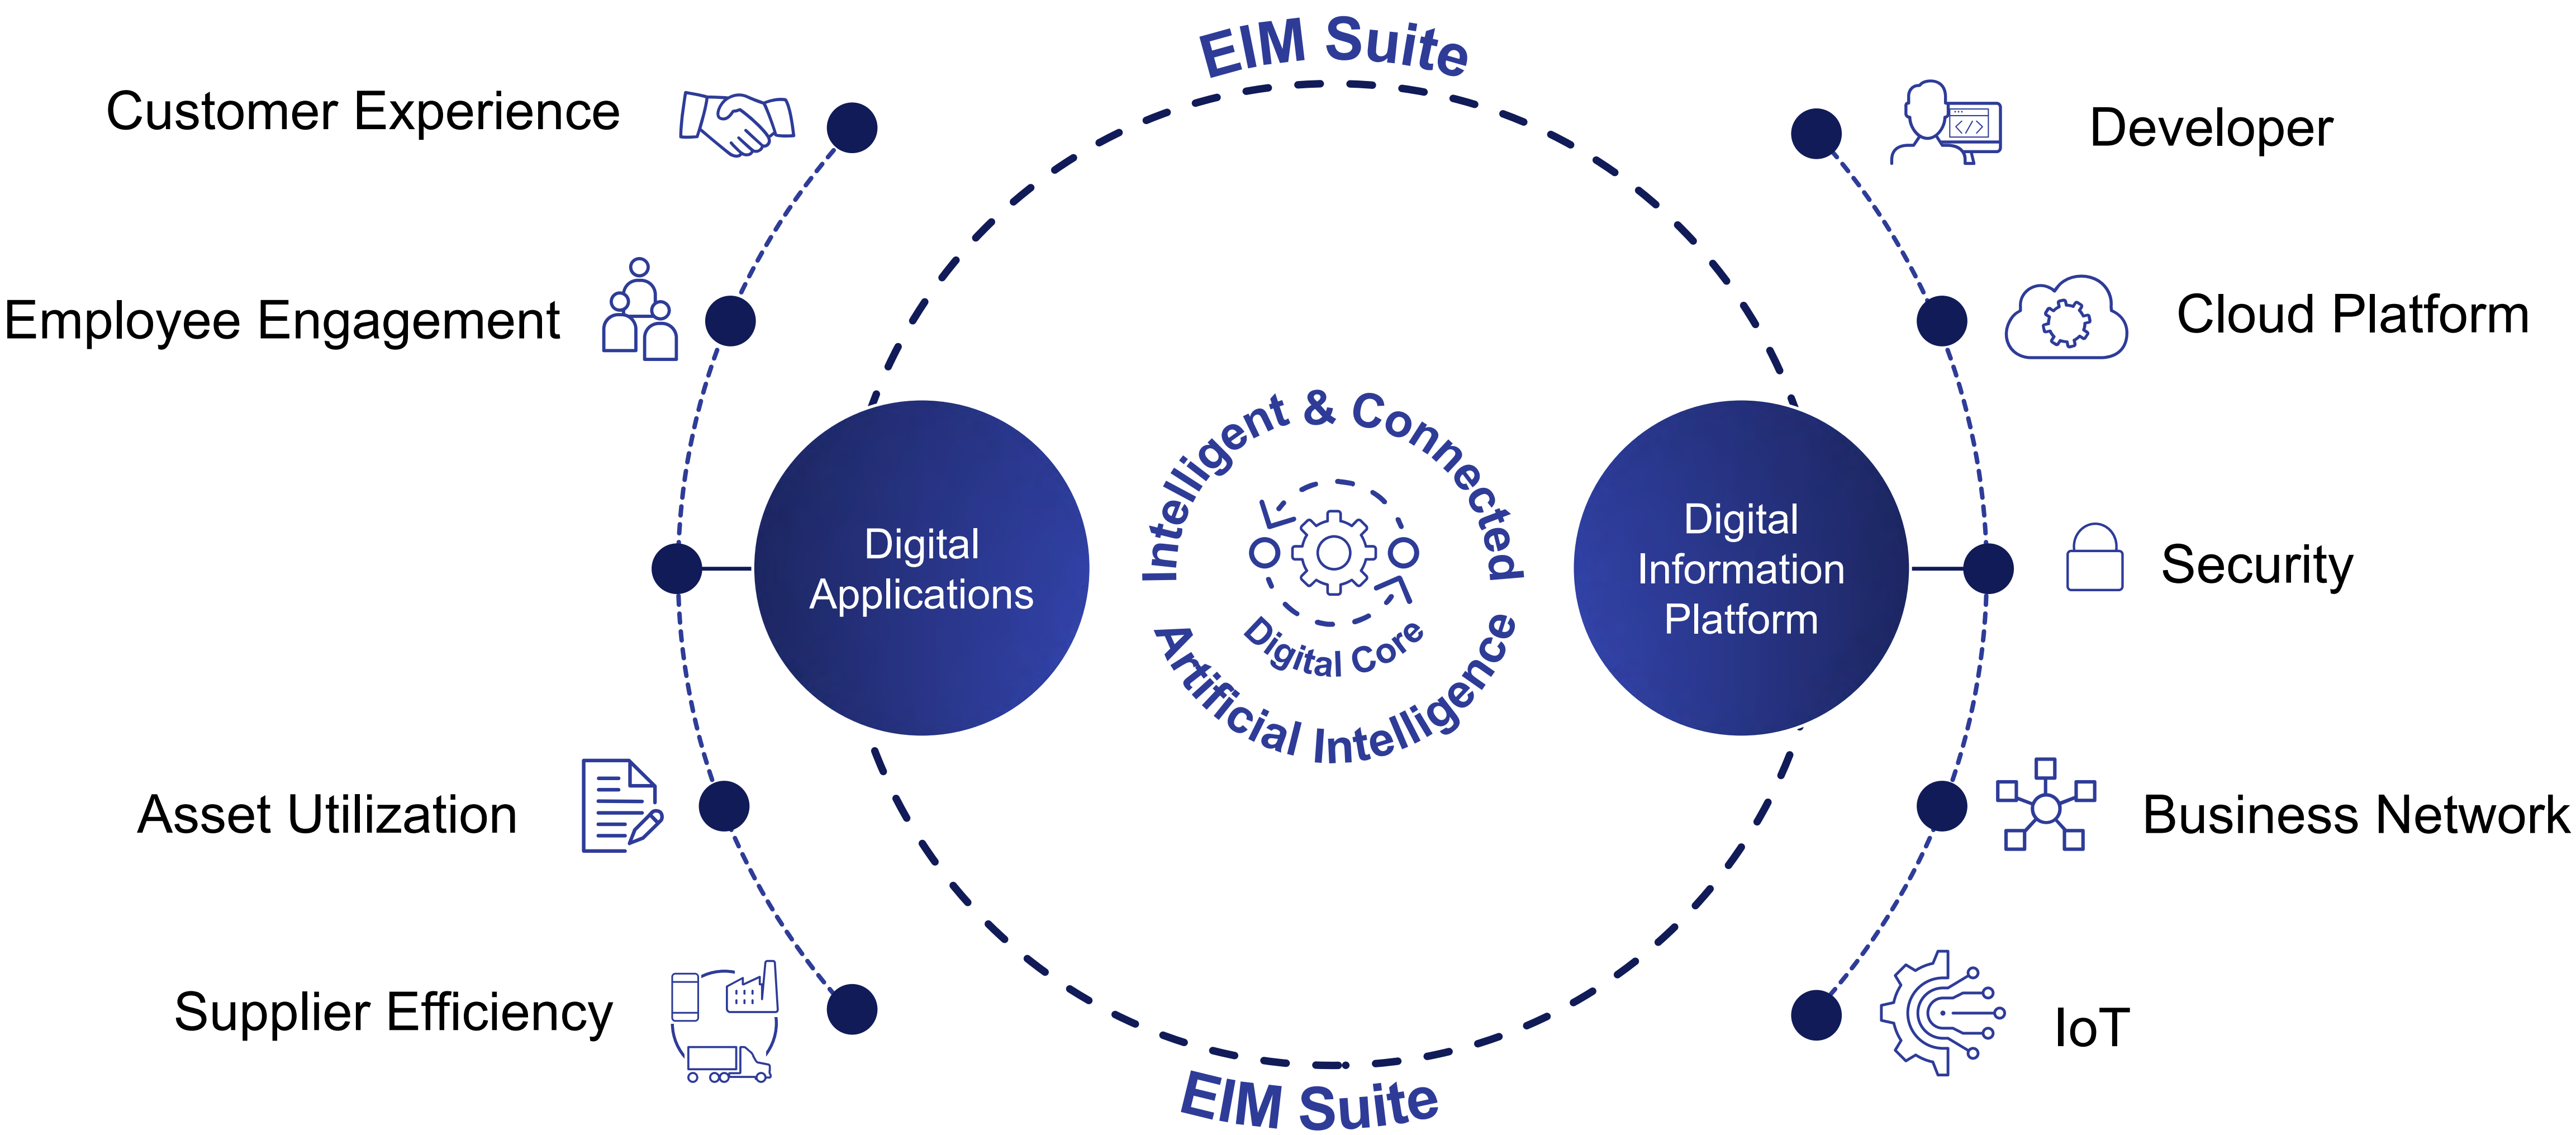 EIM Suite
Customer Experience
Employee Engagement
Asset Utilization
Supplier Efficiency
Digital
Applications
Intelligent & Connected
Digital Core
Artificial Intelligence
Digital
Information
Platform
Developer
</>
Cloud Platform
Security
Business Network
IoT
EIM Suite